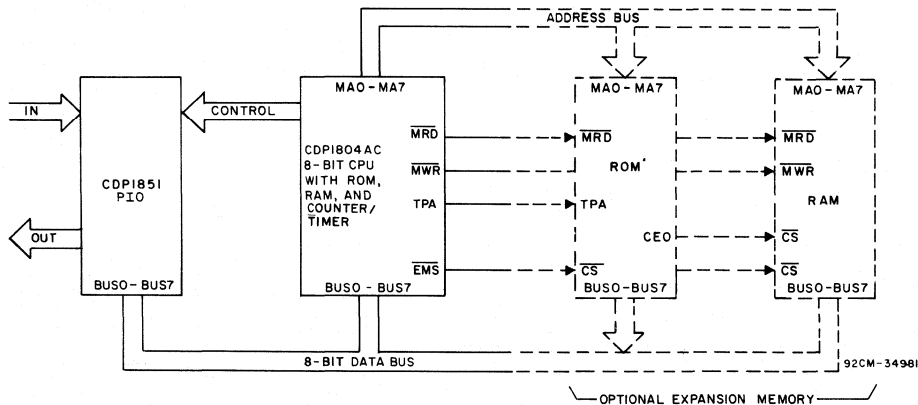 ADDRESS BUS
IN
CONTROL
CDP1851
PIO
OUT
BUS0-BUS7
MA0-MA7
CDP1804AC
8-BIT CPU
WITH ROM,
RAM, AND
COUNTER/
TIMER
MRD
MWR
TPA
EMS
BUS0-BUS7
MA0-MA7
MRD
ROM
TPA
CEO
CS
BUS0-BUS7
MA0-MA7
MRD
MWR
RAM
CS
CS
BUS0-BUS7
8-BIT DATA BUS
92CM-34981
OPTIONAL EXPANSION MEMORY